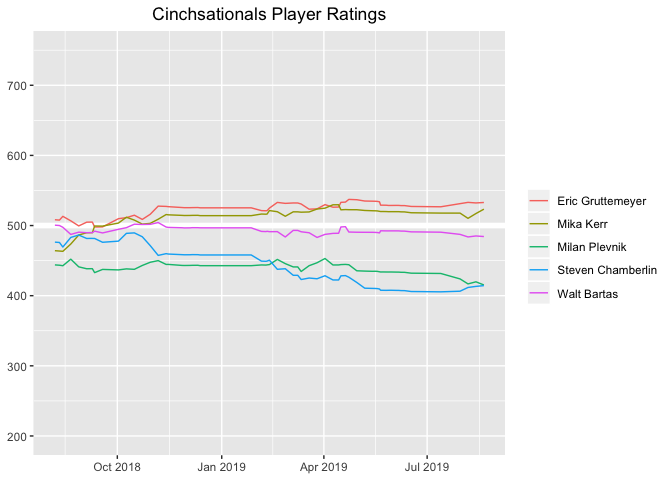 Cinchsationals Player Ratings
700
600
500
400
300
200
Oct 2018
Jan 2019
Apr 2019
Jul 2019
Eric Gruttemeyer
Mika Kerr
Milan Plevnik
Steven Chamberlin
Walt Bartas